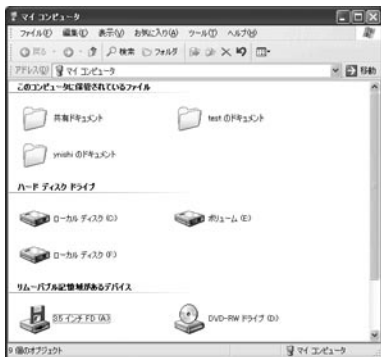 マイ コンピュータ
ファイル(F) 編集(E) 表示(V) お気に入り(A) ツール(T) ヘルプ(H)
戻る 検索 フォルダ
アドレス(D) マイ コンピュータ 移動
このコンピュータに保管されているファイル
共有ドキュメント test のドキュメント
ynishi のドキュメント
ハード ディスク ドライブ
ローカル ディスク (C:) ボリューム (E:)
ローカル ディスク (F:)
リムーバブル記憶域があるデバイス
3.5 インチ FD (A:) DVD-RW ドライブ (D:)
9 個のオブジェクト マイ コンピュータ